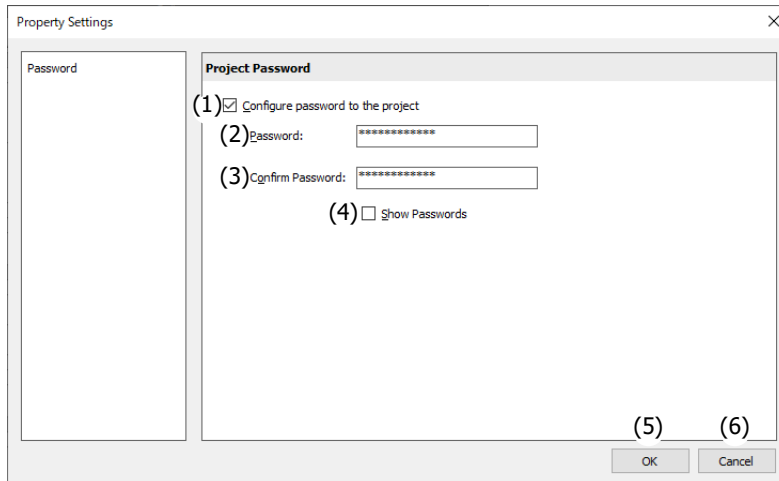 Property Settings
Password
Project Password
(1) Configure password to the project
(2) Password: ************
(3) Confirm Password: ************
(4) Show Passwords
(5) (6)
OK Cancel